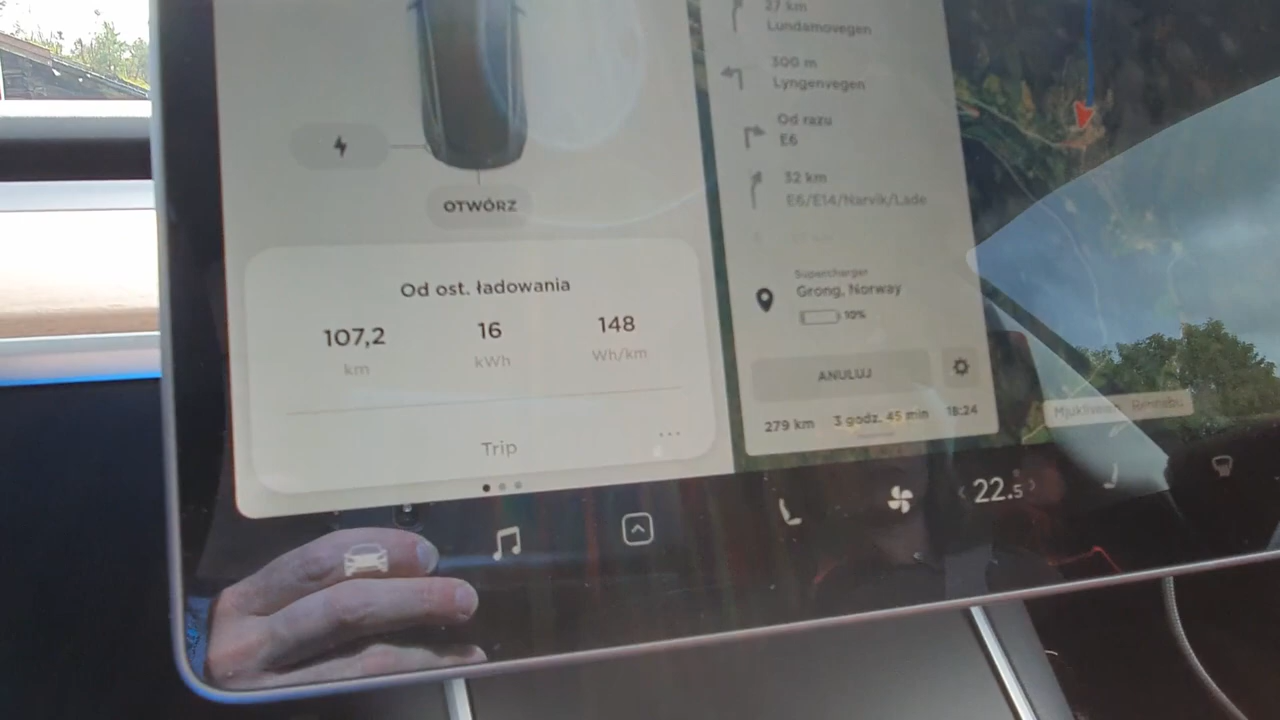 OTWÓRZ
Od ost. ładowania
107,2
km
16
kWh
148
Wh/km
Trip
27 km
Lundamovegen
300 m
Lyngenvegen
Od razu
E6
32 km
E6/E14/Narvik/Lade
Supercharger
Grong, Norway
10%
ANULUJ
279 km 3 godz. 45 min 18:24
Rennebu
22.5